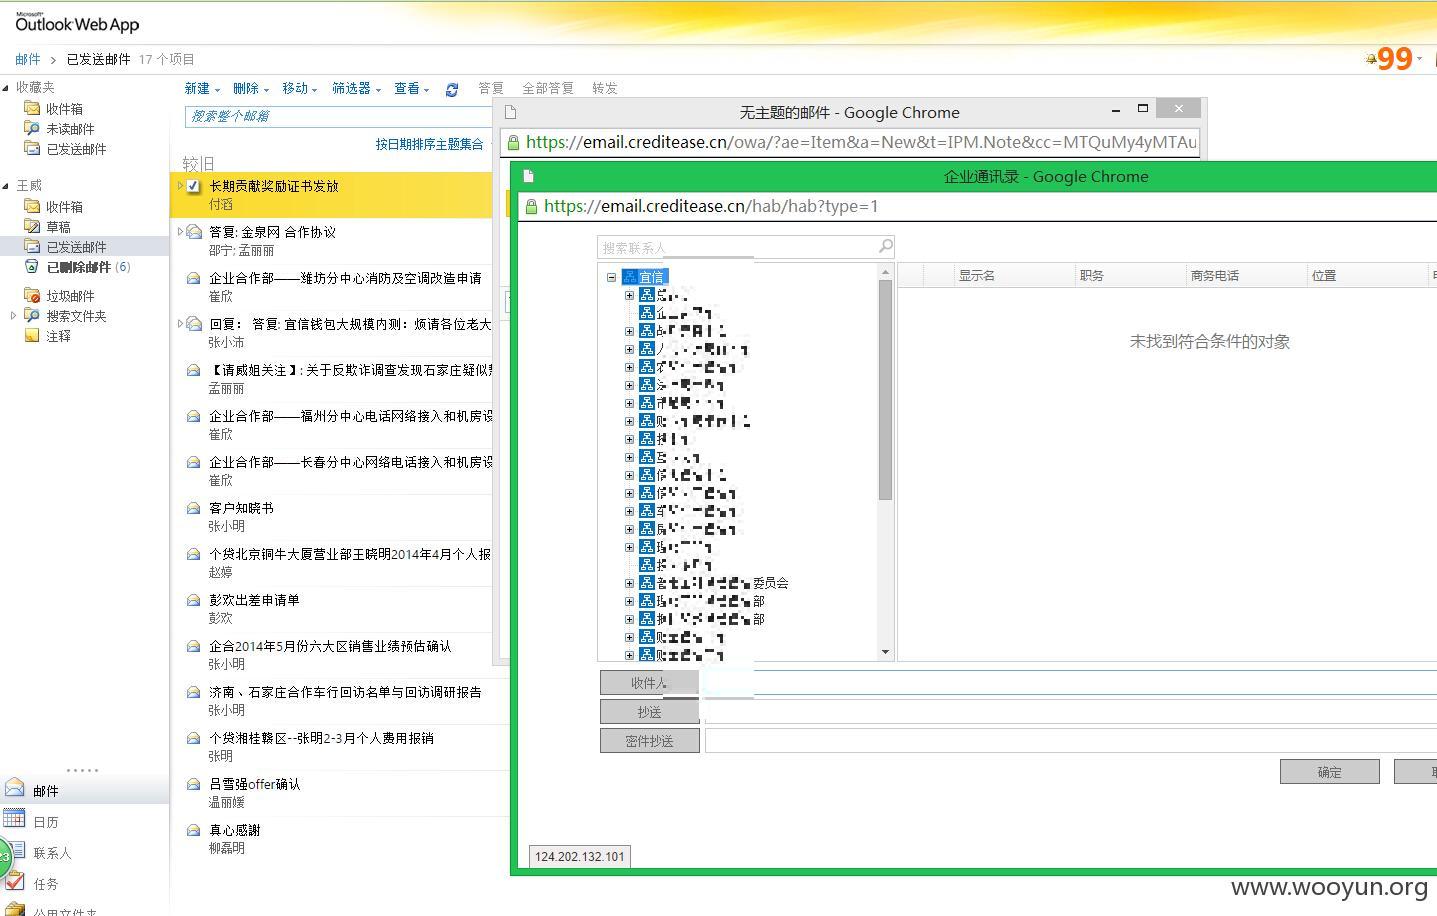 Microsoft®
Outlook Web App
邮件 > 已发送邮件 17 个项目
99
收藏夹
收件箱
未读邮件
已发送邮件
王威
收件箱
草稿
已发送邮件
已删除邮件 (6)
垃圾邮件
搜索文件夹
注释
邮件
日历
联系人
任务
公用文件夹
23
新建 删除 移动 筛选器 查看 答复 全部答复 转发
搜索整个邮箱
按日期排序主题集合
较旧
长期贡献奖励证书发放
付滔
答复: 金泉网 合作协议
邵宁; 孟丽丽
企业合作部——潍坊分中心消防及空调改造申请
崔欣
回复： 答复: 宜信钱包大规模内测：烦请各位老大
张小沛
【请威姐关注】: 关于反欺诈调查发现石家庄疑似
孟丽丽
企业合作部——福州分中心电话网络接入和机房设
崔欣
企业合作部——长春分中心网络电话接入和机房设
崔欣
客户知晓书
张小明
个贷北京铜牛大厦营业部王晓明2014年4月个人报
赵婷
彭欢出差申请单
彭欢
企合2014年5月份六大区销售业绩预估确认
张小明
济南、石家庄合作车行回访名单与回访调研报告
张小明
个贷湘桂赣区--张明2-3月个人费用报销
张明
吕雪强offer确认
温丽媛
真心感謝
柳磊明
无主题的邮件 - Google Chrome
https://email.creditease.cn/owa/?ae=Item&a=New&t=IPM.Note&cc=MTQuMy4yMTAu
企业通讯录 - Google Chrome
https://email.creditease.cn/hab/hab?type=1
搜索联系人
宜信
委员会
部
部
显示名 职务 商务电话 位置
未找到符合条件的对象
收件人
抄送
密件抄送
确定
124.202.132.101
www.wooyun.org